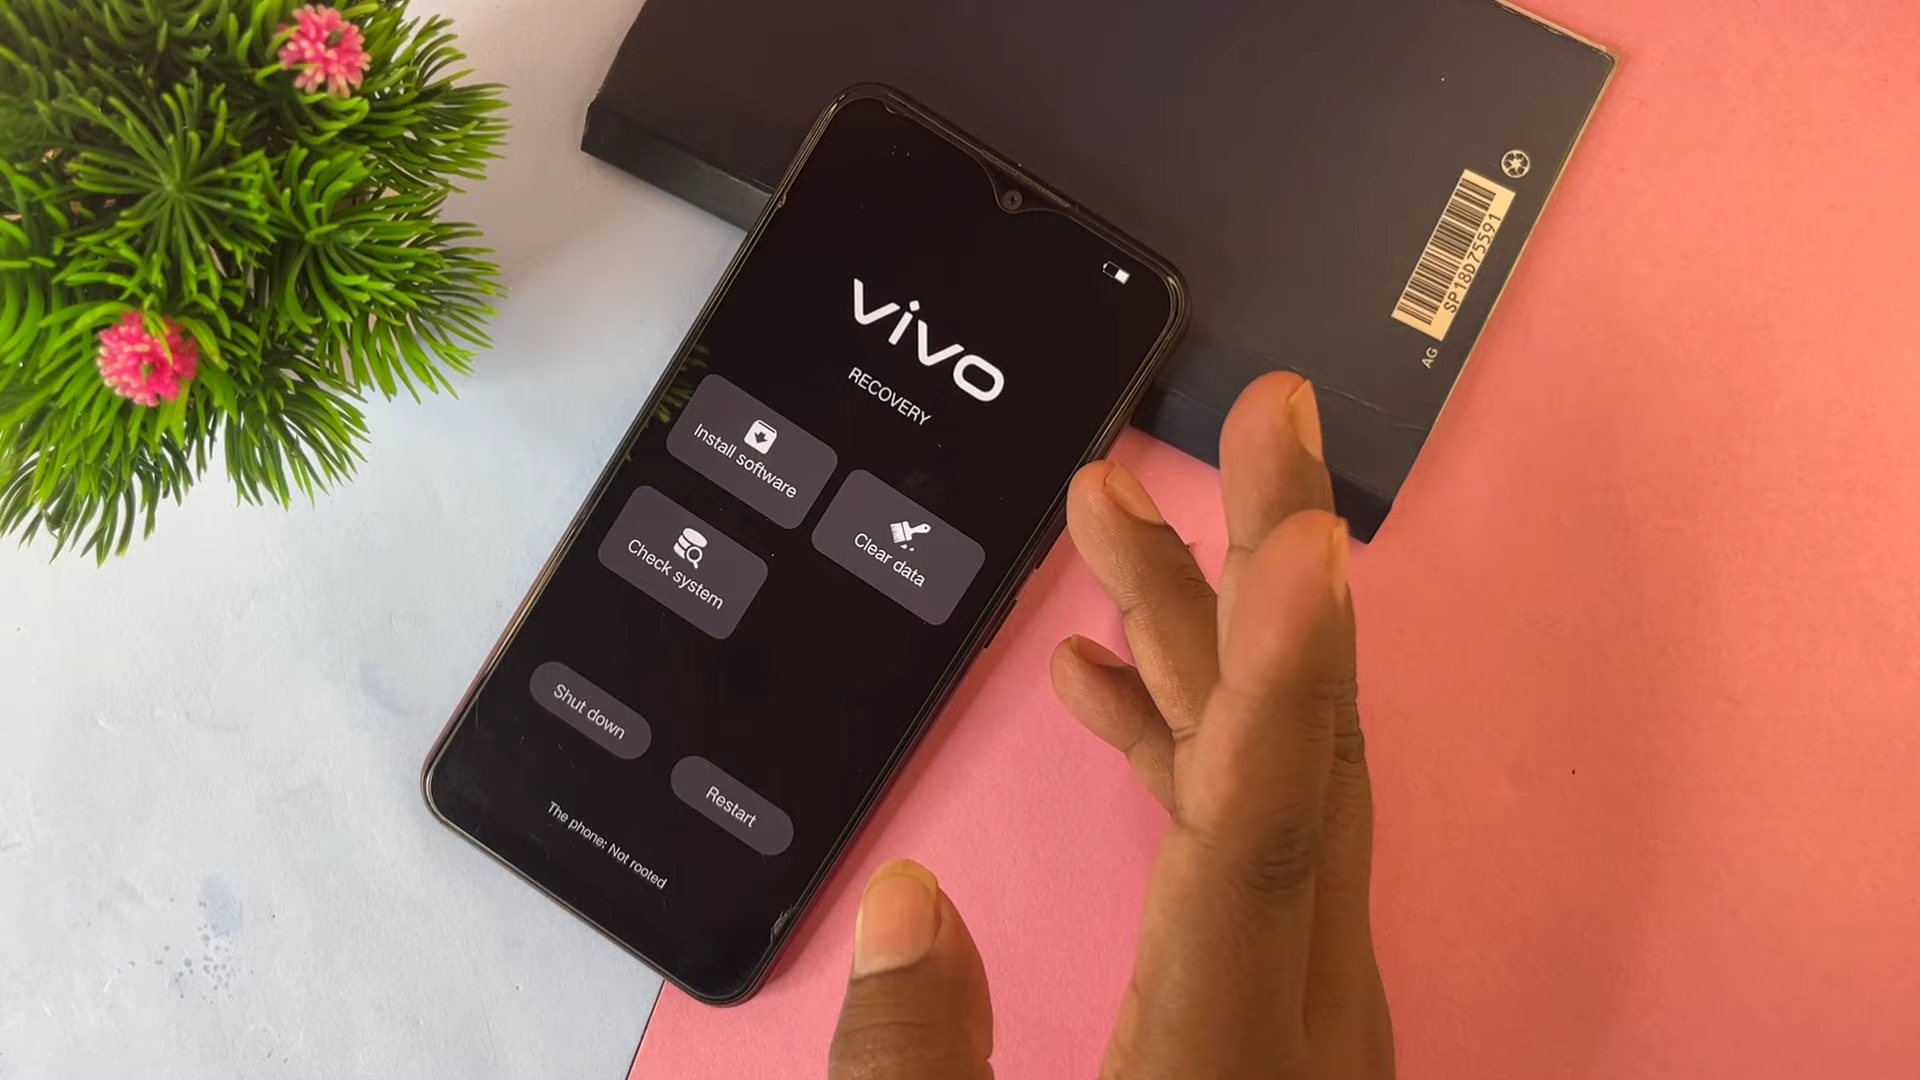 vivo
RECOVERY
Install software
Clear data
Check system
Shut down
Restart
The phone: Not rooted
SP18D75591
AG